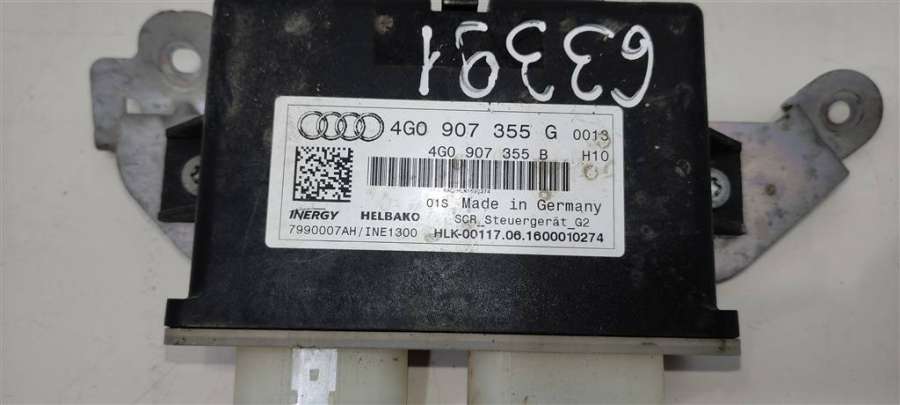 4G0 907 355 G 0013
4G0 907 355 B H10
01S Made in Germany
INERGY HELBAKO SCR_Steuergerät_G2
7990007AH/INE1300 HLK-00117.06.1600010274